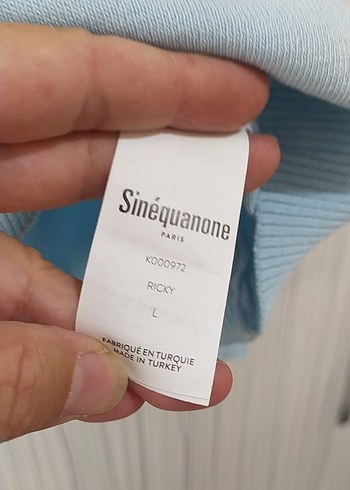 Sinéquanone
PARIS
K000972
RICKY
L
FABRIQUÉ EN TURQUIE
MADE IN TURKEY